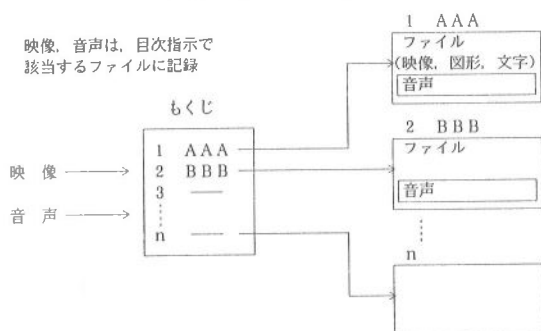 映像，音声は，目次指示で
該当するファイルに記録
もくじ
1 AAA
2 BBB
3 ──
n ──
映 像
音 声
1 AAA
ファイル
(映像，図形，文字)
音声
2 BBB
ファイル
音声
n